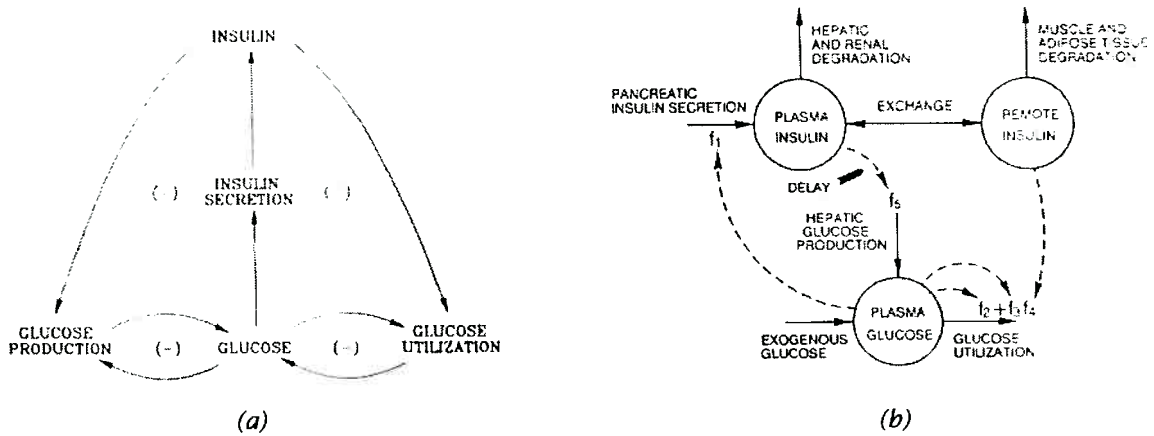 INSULIN
(-)
INSULIN
SECRETION
GLUCOSE
PRODUCTION
(-)
GLUCOSE
(-)
GLUCOSE
UTILIZATION
(a)
HEPATIC
AND RENAL
DEGRADATION
MUSCLE AND
ADIPOSE TISSUE
DEGRADATION
PANCREATIC
INSULIN SECRETION
f1
PLASMA
INSULIN
EXCHANGE
REMOTE
INSULIN
DELAY
f5
HEPATIC
GLUCOSE
PRODUCTION
f2 + f3 f4
EXOGENOUS
GLUCOSE
PLASMA
GLUCOSE
GLUCOSE
UTILIZATION
(b)